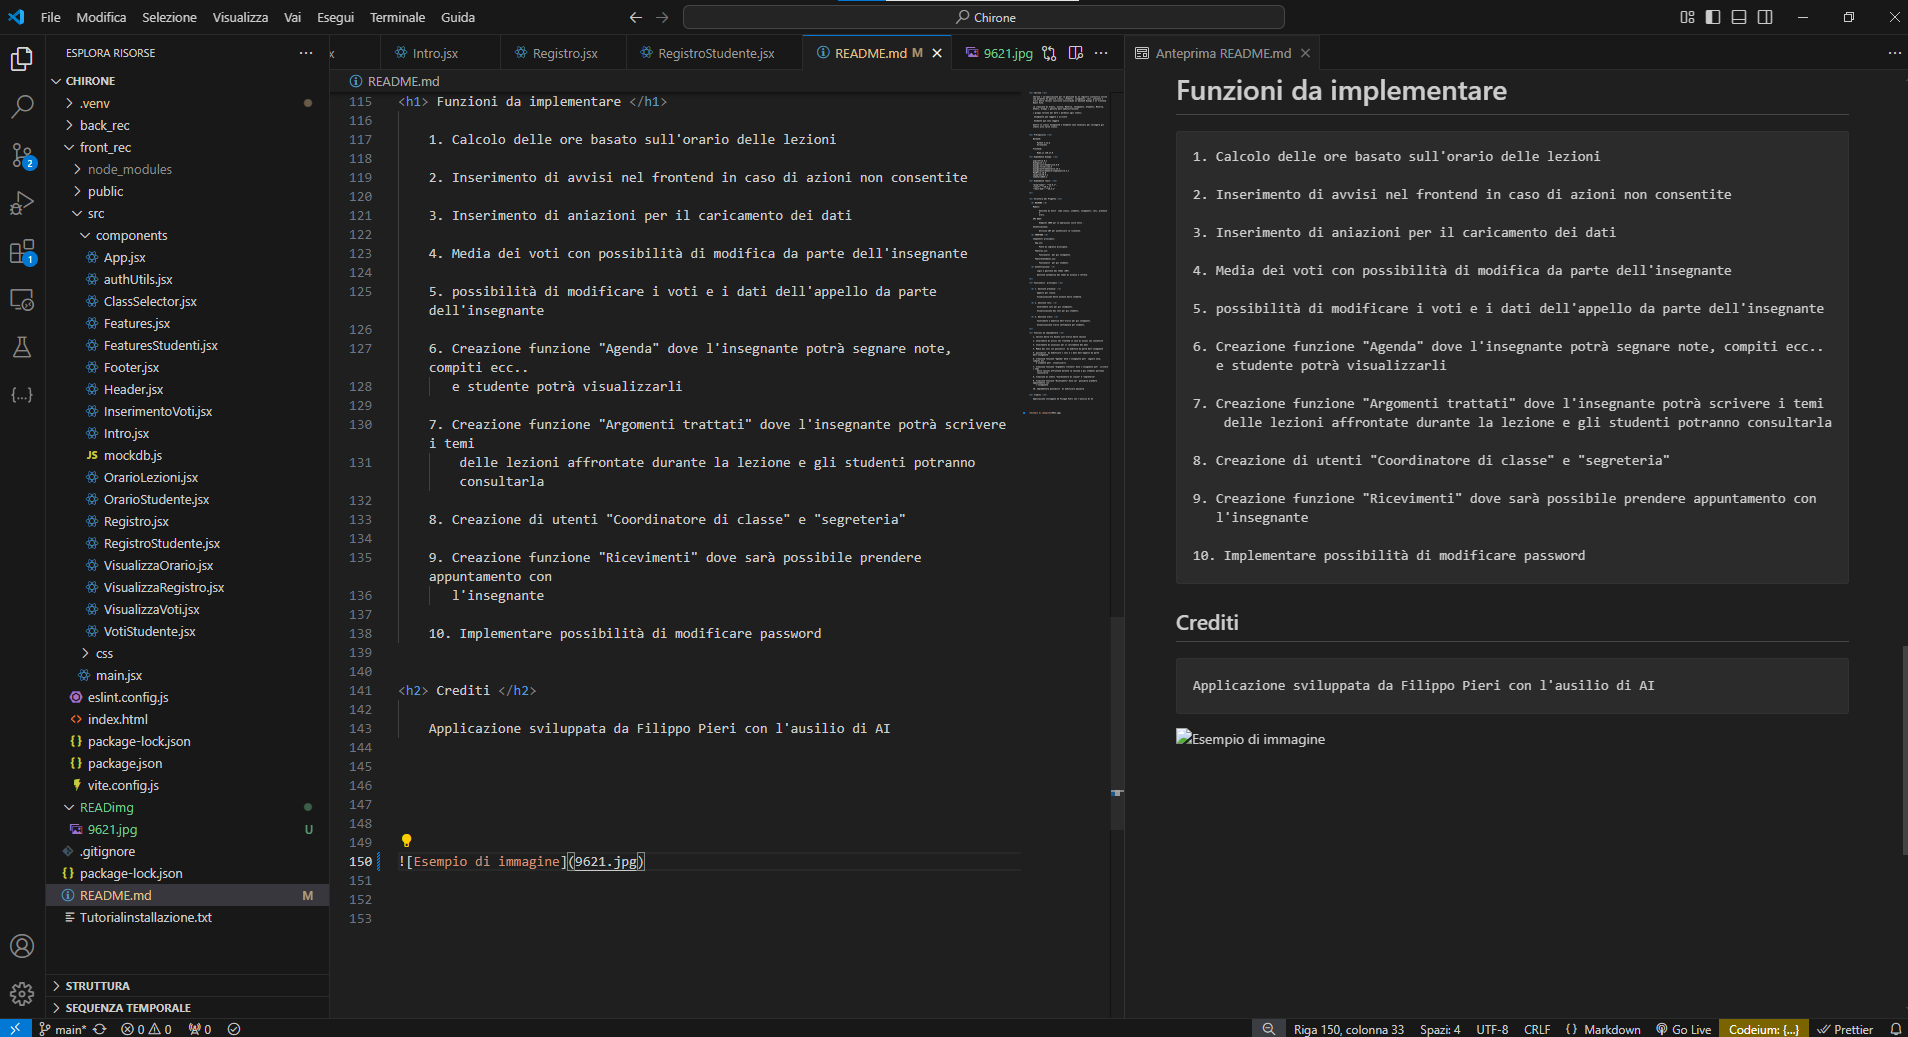 File Modifica Selezione Visualizza Vai Esegui Terminale Guida
Chirone
ESPLORA RISORSE
CHIRONE
.venv
back_rec
front_rec
node_modules
public
src
components
App.jsx
authUtils.jsx
ClassSelector.jsx
Features.jsx
FeaturesStudenti.jsx
Footer.jsx
Header.jsx
InserimentoVoti.jsx
Intro.jsx
JS mockdb.js
OrarioLezioni.jsx
OrarioStudente.jsx
Registro.jsx
RegistroStudente.jsx
VisualizzaOrario.jsx
VisualizzaRegistro.jsx
VisualizzaVoti.jsx
VotiStudente.jsx
css
main.jsx
eslint.config.js
index.html
package-lock.json
package.json
vite.config.js
READimg
9621.jpg U
.gitignore
package-lock.json
README.md M
Tutorialinstallazione.txt
STRUTTURA
SEQUENZA TEMPORALE
2
1
x Intro.jsx Registro.jsx RegistroStudente.jsx README.md M 9621.jpg
README.md
115 <h1> Funzioni da implementare </h1>
116
117 1. Calcolo delle ore basato sull'orario delle lezioni
118
119 2. Inserimento di avvisi nel frontend in caso di azioni non consentite
120
121 3. Inserimento di aniazioni per il caricamento dei dati
122
123 4. Media dei voti con possibilità di modifica da parte dell'insegnante
124
125 5. possibilità di modificare i voti e i dati dell'appello da parte
dell'insegnante
126
127 6. Creazione funzione "Agenda" dove l'insegnante potrà segnare note,
compiti ecc..
128 e studente potrà visualizzarli
129
130 7. Creazione funzione "Argomenti trattati" dove l'insegnante potrà scrivere
i temi
131 delle lezioni affrontate durante la lezione e gli studenti potranno
consultarla
132
133 8. Creazione di utenti "Coordinatore di classe" e "segreteria"
134
135 9. Creazione funzione "Ricevimenti" dove sarà possibile prendere
appuntamento con
136 l'insegnante
137
138 10. Implementare possibilità di modificare password
139
140
141 <h2> Crediti </h2>
142
143 Applicazione sviluppata da Filippo Pieri con l'ausilio di AI
144
145
146
147
148
149
150 ![Esempio di immagine](9621.jpg)
151
152
153
Anteprima README.md
Funzioni da implementare
1. Calcolo delle ore basato sull'orario delle lezioni
2. Inserimento di avvisi nel frontend in caso di azioni non consentite
3. Inserimento di aniazioni per il caricamento dei dati
4. Media dei voti con possibilità di modifica da parte dell'insegnante
5. possibilità di modificare i voti e i dati dell'appello da parte dell'insegnante
6. Creazione funzione "Agenda" dove l'insegnante potrà segnare note, compiti ecc..
e studente potrà visualizzarli
7. Creazione funzione "Argomenti trattati" dove l'insegnante potrà scrivere i temi
delle lezioni affrontate durante la lezione e gli studenti potranno consultarla
8. Creazione di utenti "Coordinatore di classe" e "segreteria"
9. Creazione funzione "Ricevimenti" dove sarà possibile prendere appuntamento con
l'insegnante
10. Implementare possibilità di modificare password
Crediti
Applicazione sviluppata da Filippo Pieri con l'ausilio di AI
Esempio di immagine
main* 0 0 0 Riga 150, colonna 33 Spazi: 4 UTF-8 CRLF {} Markdown Go Live Codeium: {...} Prettier